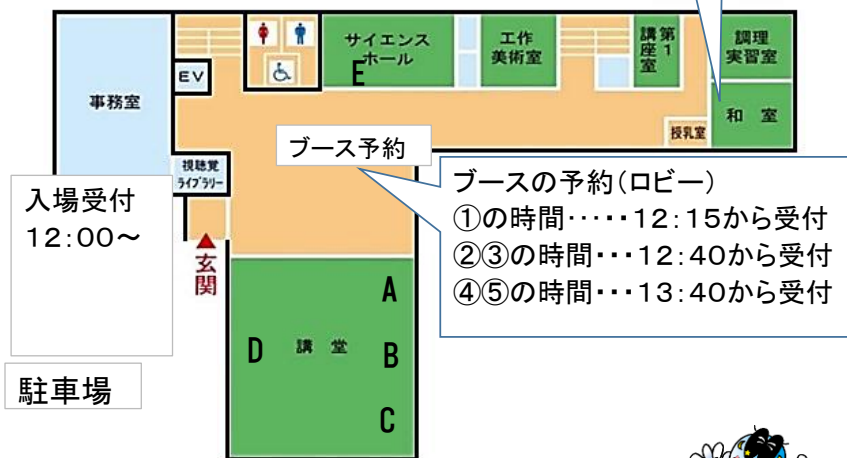 サイエンス
ホール
E
工作
美術室
第1
講座室
調理
実習室
EV
事務室
和 室
授乳室
ブース予約
視聴覚
ライブラリー
入場受付
12:00~
ブースの予約(ロビー)
①の時間・・・・・12:15から受付
②③の時間・・・12:40から受付
④⑤の時間・・・13:40から受付
玄関
A
D
講 堂
B
C
駐車場